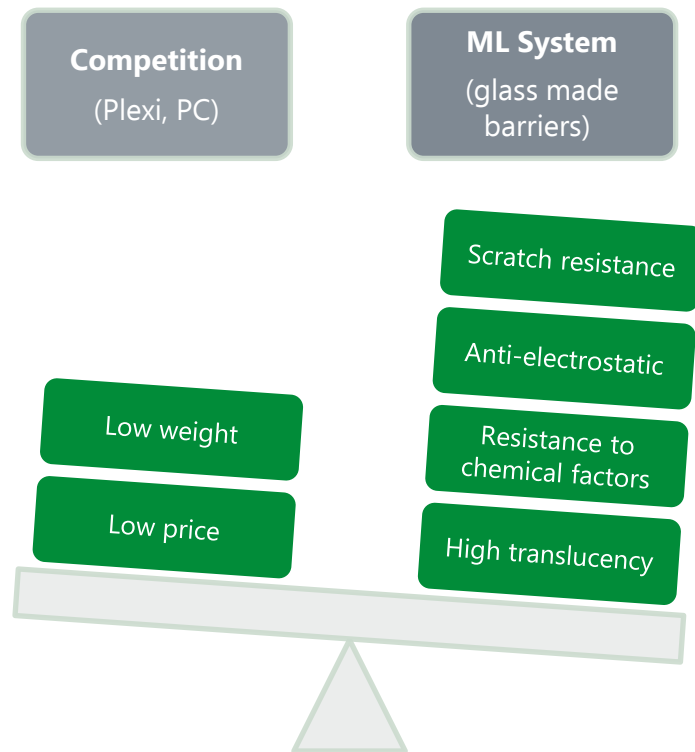 Competition
(Plexi, PC)
ML System
(glass made
barriers)
Scratch resistance
Anti-electrostatic
Resistance to
chemical factors
High translucency
Low weight
Low price